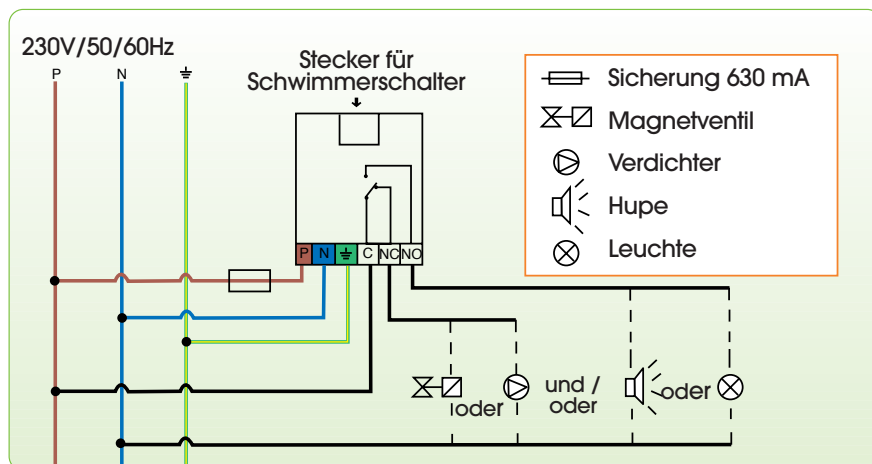 230V/50/60Hz
P
N
Stecker für
Schwimmerschalter
P N C NC NO
Sicherung 630 mA
Magnetventil
Verdichter
Hupe
Leuchte
oder
und /
oder
oder